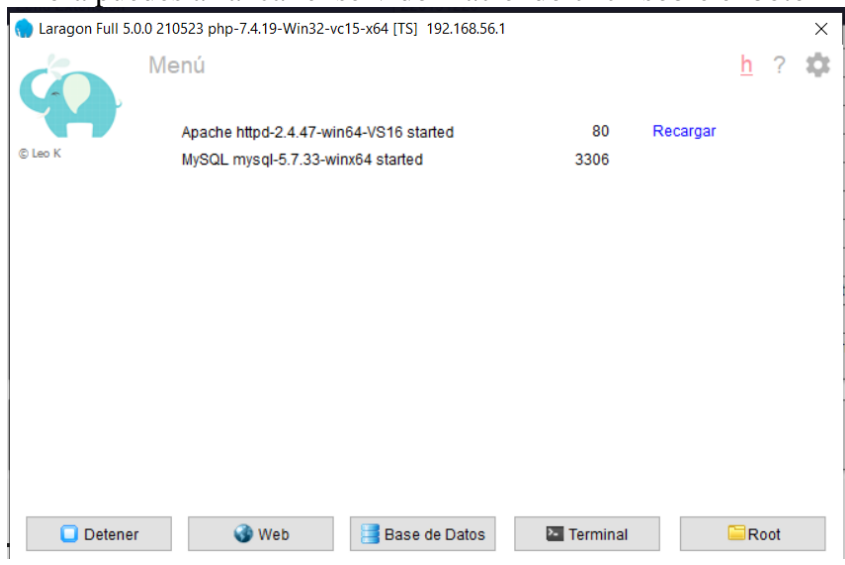 Laragon Full 5.0.0 210523 php-7.4.19-Win32-vc15-x64 [TS] 192.168.56.1
Menú h ?
Apache httpd-2.4.47-win64-VS16 started 80 Recargar
© Leo K
MySQL mysql-5.7.33-winx64 started 3306
Detener Web Base de Datos Terminal Root